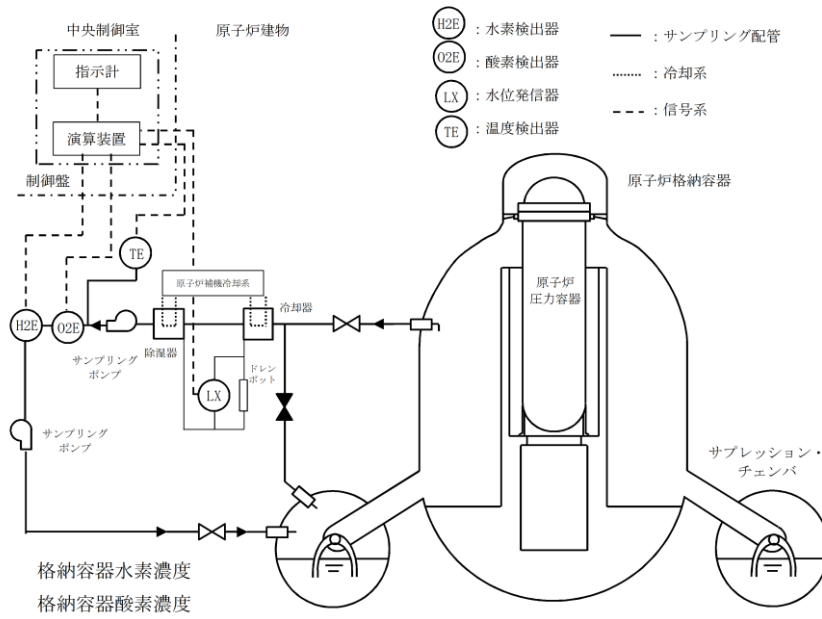 中央制御室
原子炉建物
指示計
演算装置
制御盤
H2E
：水素検出器
O2E
：酸素検出器
LX
：水位発信器
TE
：温度検出器
：サンプリング配管
：冷却系
：信号系
原子炉格納容器
TE
原子炉補機冷却系
冷却器
原子炉
圧力容器
H2E
O2E
サンプリング
ポンプ
除湿器
LX
ドレン
ポット
サンプリング
ポンプ
サプレッション・
チェンバ
格納容器水素濃度
格納容器酸素濃度